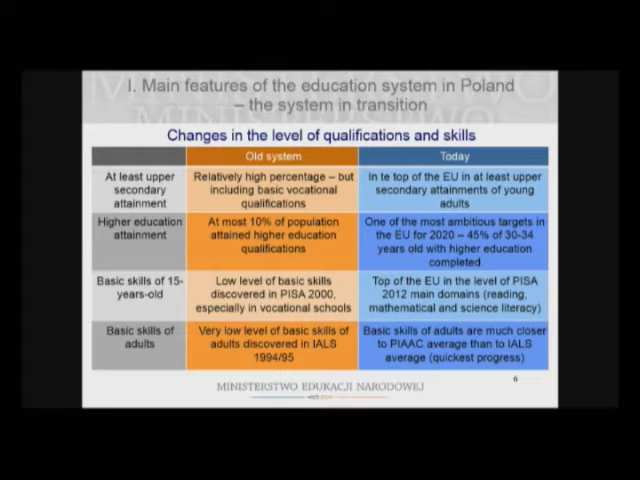 I. Main features of the education system in Poland
– the system in transition
Changes in the level of qualifications and skills
Old system
Today
At least upper
secondary
attainment
Relatively high percentage – but
including basic vocational
qualifications
In te top of the EU in at least upper
secondary attainments of young
adults
Higher education
attainment
At most 10% of population
attained higher education
qualifications
One of the most ambitious targets in
the EU for 2020 – 45% of 30-34
years old with higher education
completed
Basic skills of 15-
years-old
Low level of basic skills
discovered in PISA 2000,
especially in vocational schools
Top of the EU in the level of PISA
2012 main domains (reading,
mathematical and science literacy)
Basic skills of
adults
Very low level of basic skills of
adults discovered in IALS
1994/95
Basic skills of adults are much closer
to PIAAC average than to IALS
average (quickest progress)
6
MINISTERSTWO EDUKACJI NARODOWEJ